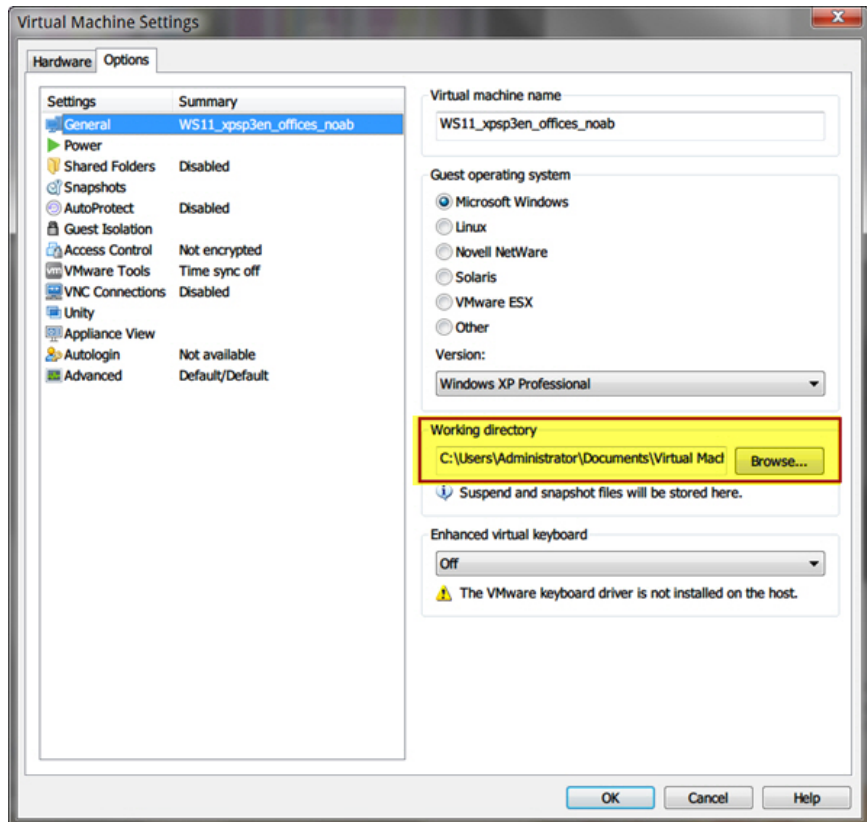 Virtual Machine Settings
Hardware Options
Settings Summary
General WS11_xpsp3en_offices_noab
Power
Shared Folders Disabled
Snapshots
AutoProtect Disabled
Guest Isolation
Access Control Not encrypted
VMware Tools Time sync off
VNC Connections Disabled
Unity
Appliance View
Autologin Not available
Advanced Default/Default
Virtual machine name
WS11_xpsp3en_offices_noab
Guest operating system
Microsoft Windows
Linux
Novell NetWare
Solaris
VMware ESX
Other
Version:
Windows XP Professional
Working directory
C:\Users\Administrator\Documents\Virtual Macl Browse...
Suspend and snapshot files will be stored here.
Enhanced virtual keyboard
Off
The VMware keyboard driver is not installed on the host.
OK Cancel Help